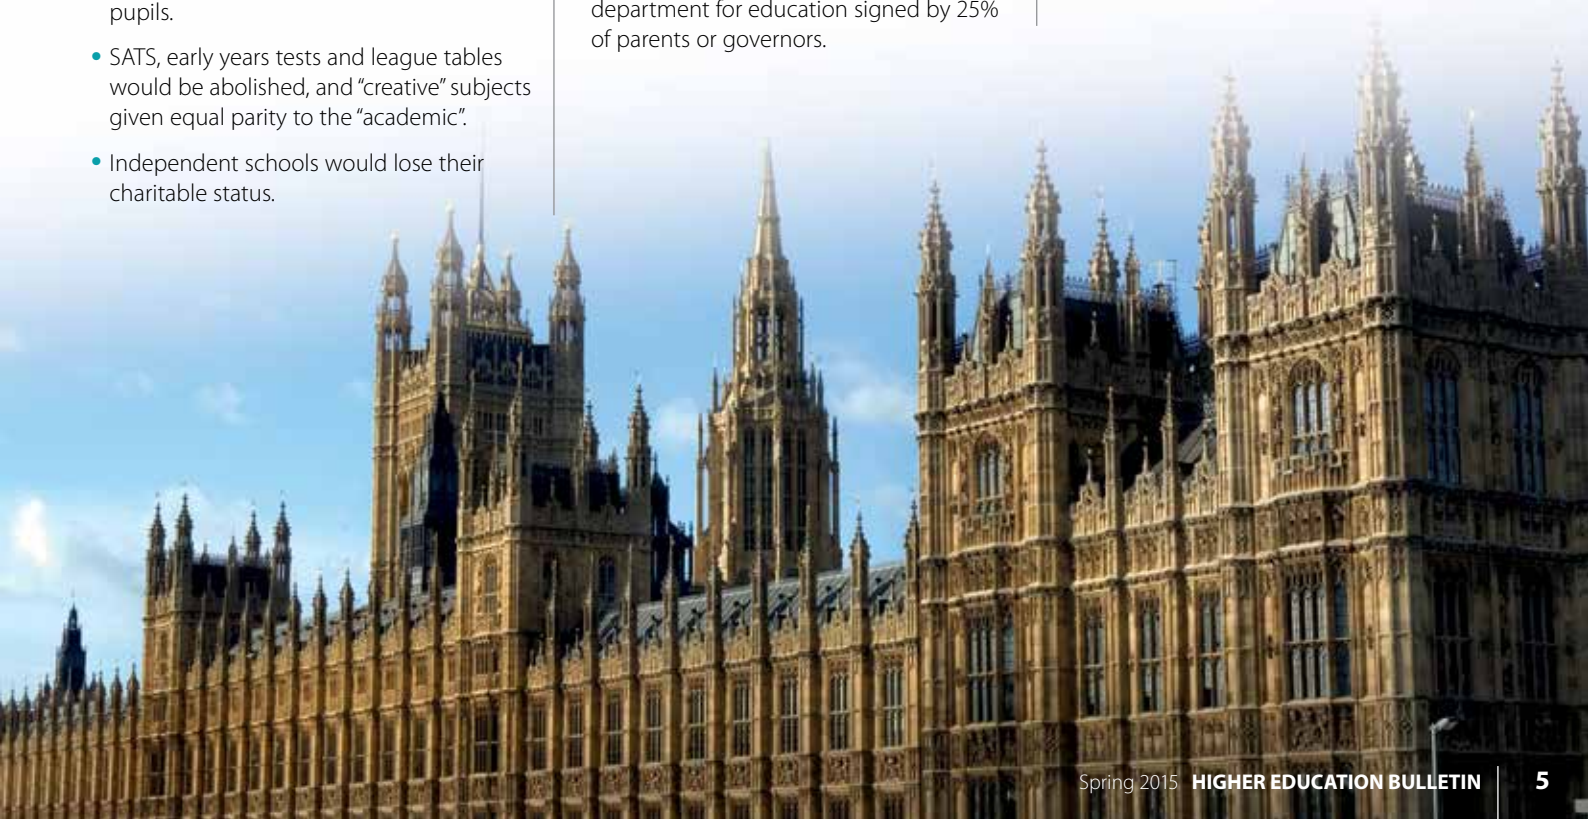 pupils.
• SATS, early years tests and league tables
would be abolished, and “creative” subjects
given equal parity to the “academic”.
• Independent schools would lose their
charitable status.
department for education signed by 25%
of parents or governors.
Spring 2015 HIGHER EDUCATION BULLETIN 5